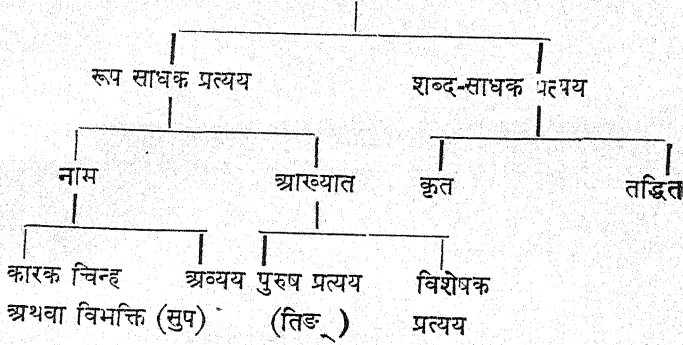 रूप साधक प्रत्यय शब्द-साधक प्रत्यय
नाम आख्यात कृत तद्धित
कारक चिन्ह अव्यय पुरुष प्रत्यय विशेषक
अथवा विभक्ति (सुप) (तिङ्) प्रत्यय